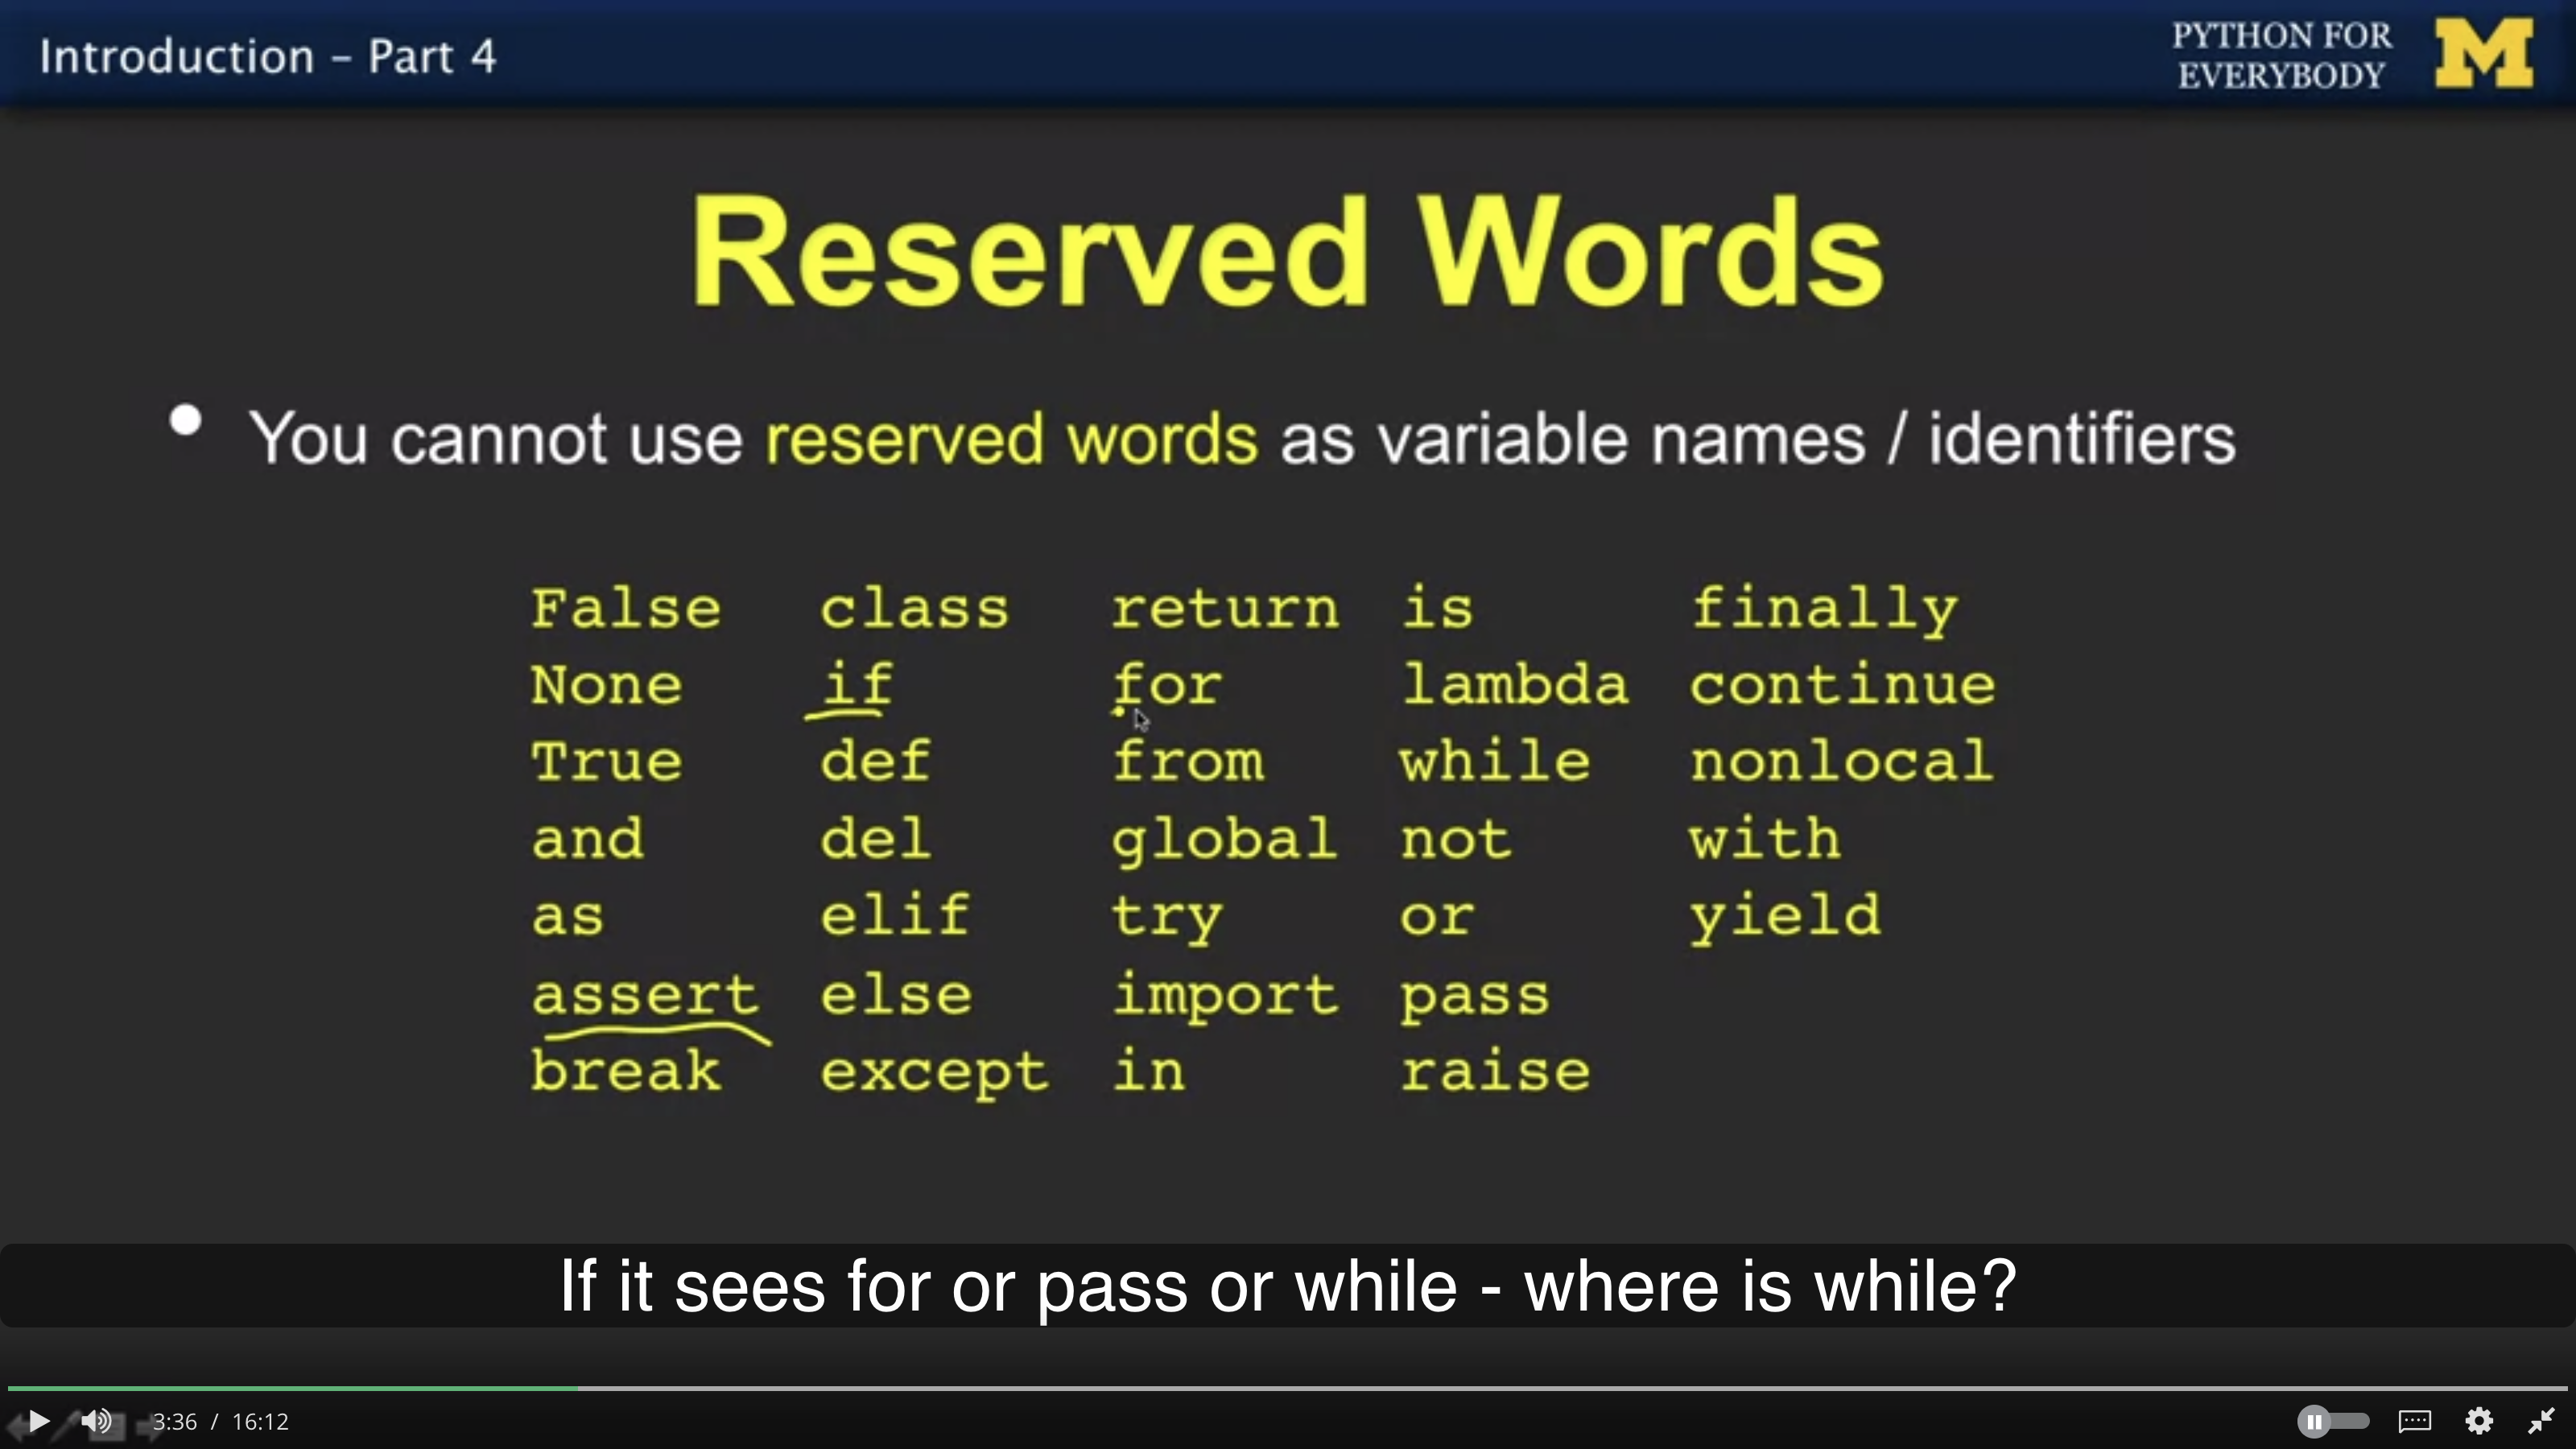 Introduction – Part 4
PYTHON FOR
EVERYBODY
M
Reserved Words
• You cannot use reserved words as variable names / identifiers
False class return is finally
None if for lambda continue
True def from while nonlocal
and del global not with
as elif try or yield
assert else import pass
break except in raise
If it sees for or pass or while - where is while?
3:36 / 16:12